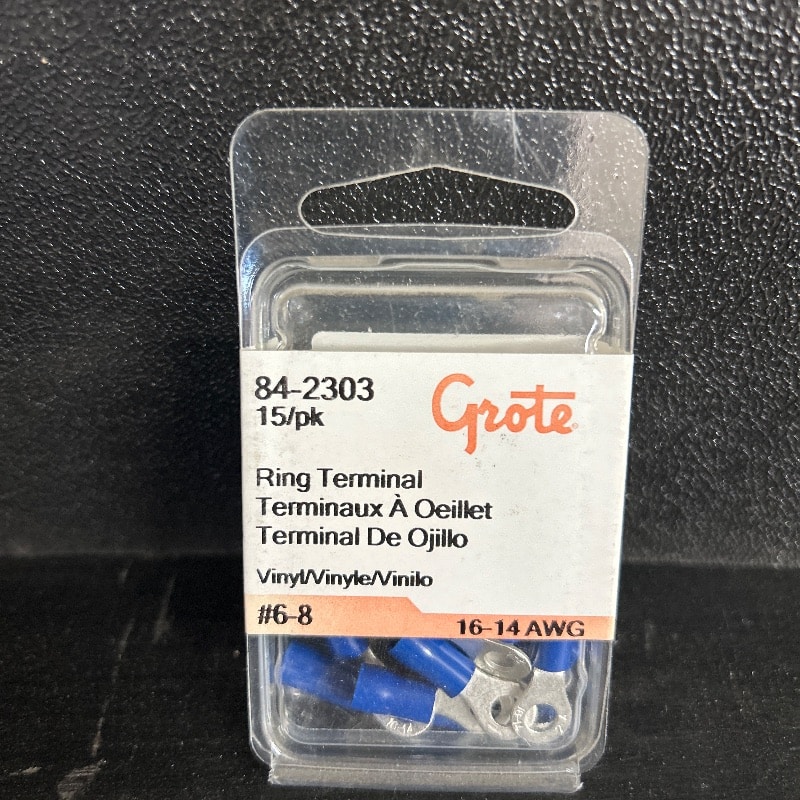 84-2303
15/pk
Grote
Ring Terminal
Terminaux À Oeillet
Terminal De Ojillo
Vinyl/Vinyle/Vinilo
#6-8
16-14 AWG